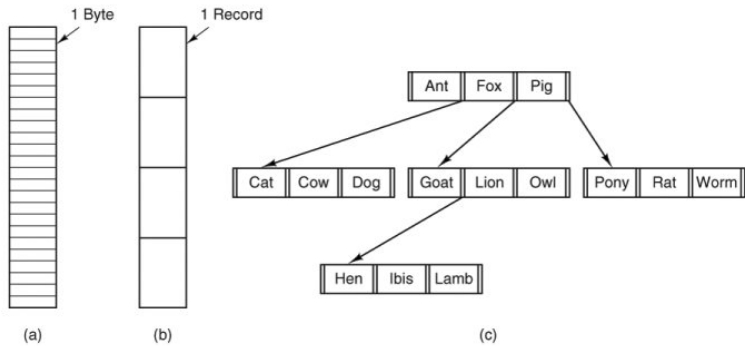 1 Byte
1 Record
Ant Fox Pig
Cat Cow Dog
Goat Lion Owl
Pony Rat Worm
Hen Ibis Lamb
(a)
(b)
(c)